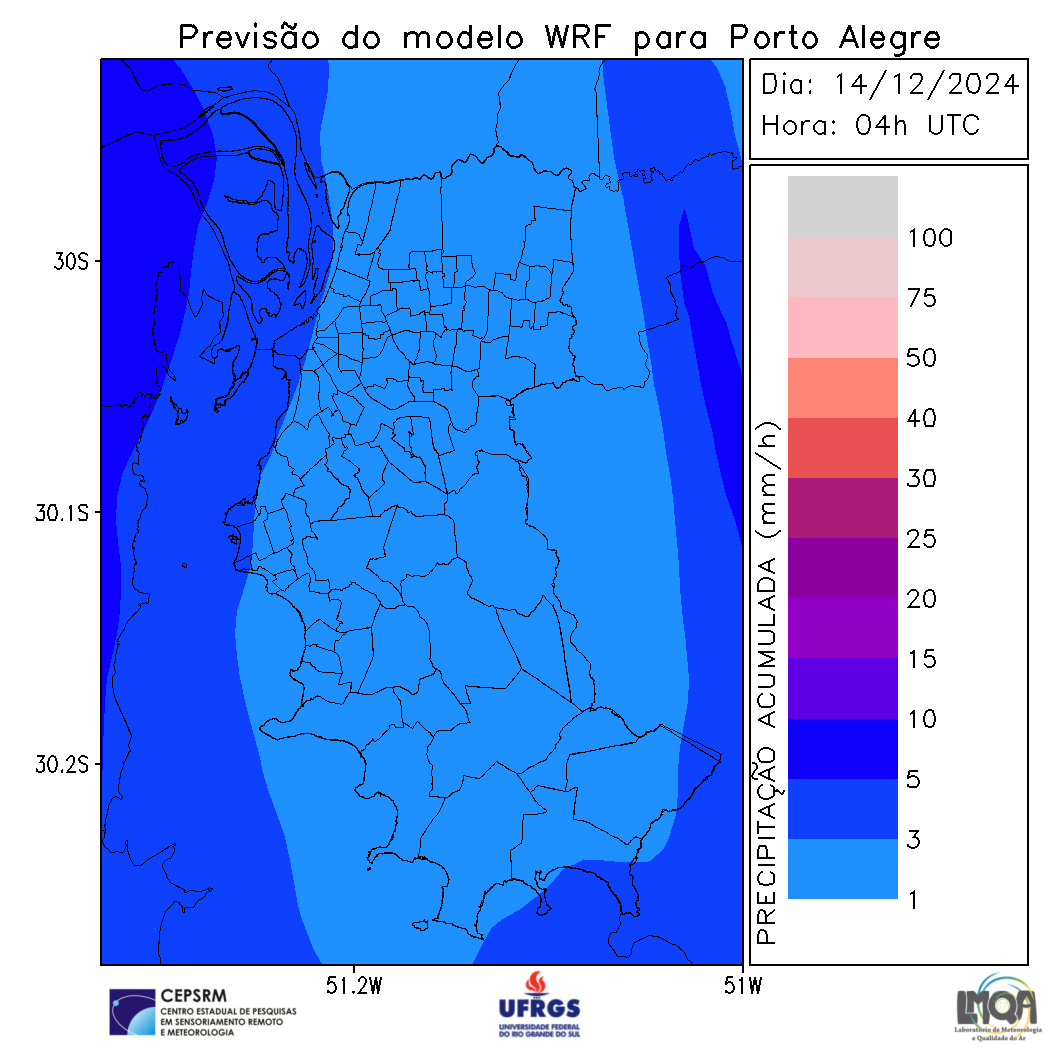 Previsão do modelo WRF para Porto Alegre
Dia: 14/12/2024
Hora: 04h UTC
100
75
50
40
30
25
20
15
10
5
3
1
PRECIPITAÇÃO ACUMULADA (mm/h)
30S
30.1S
30.2S
51.2W
51W
CEPSRM
CENTRO ESTADUAL DE PESQUISAS
EM SENSORIAMENTO REMOTO
E METEOROLOGIA
UFRGS
UNIVERSIDADE FEDERAL
DO RIO GRANDE DO SUL
LMQA
Laboratório de Meteorologia
e Qualidade do Ar